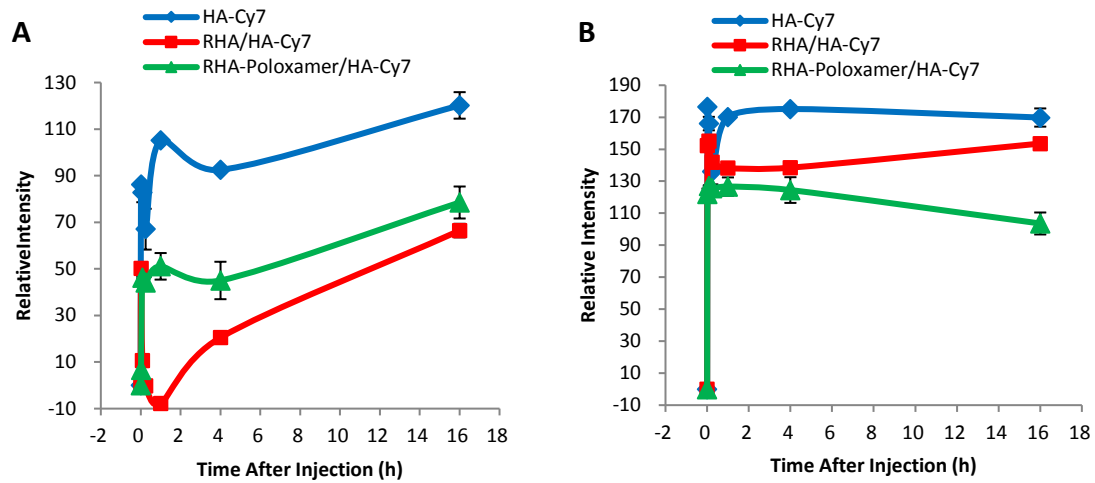 A
HA-Cy7
RHA/HA-Cy7
RHA-Poloxamer/HA-Cy7
130
110
90
70
50
30
10
-10
RelativeIntensity
-2 0 2 4 6 8 10 12 14 16 18
Time After Injection (h)
B
HA-Cy7
RHA/HA-Cy7
RHA-Poloxamer/HA-Cy7
190
170
150
130
110
90
70
50
30
10
-10
Relative Intensity
-2 0 2 4 6 8 10 12 14 16 18
Time After Injection (h)